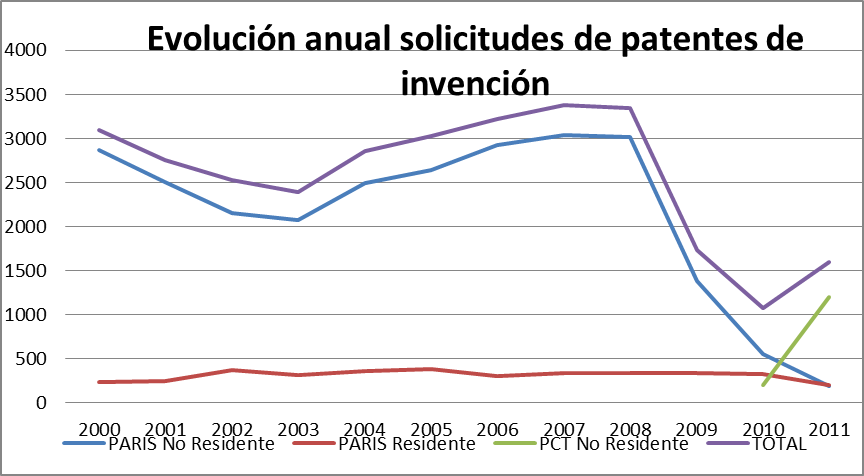 Evolución anual solicitudes de patentes de
invención
4000
3500
3000
2500
2000
1500
1000
500
0
2000 2001 2002 2003 2004 2005 2006 2007 2008 2009 2010 2011
PARIS No Residente PARIS Residente PCT No Residente TOTAL